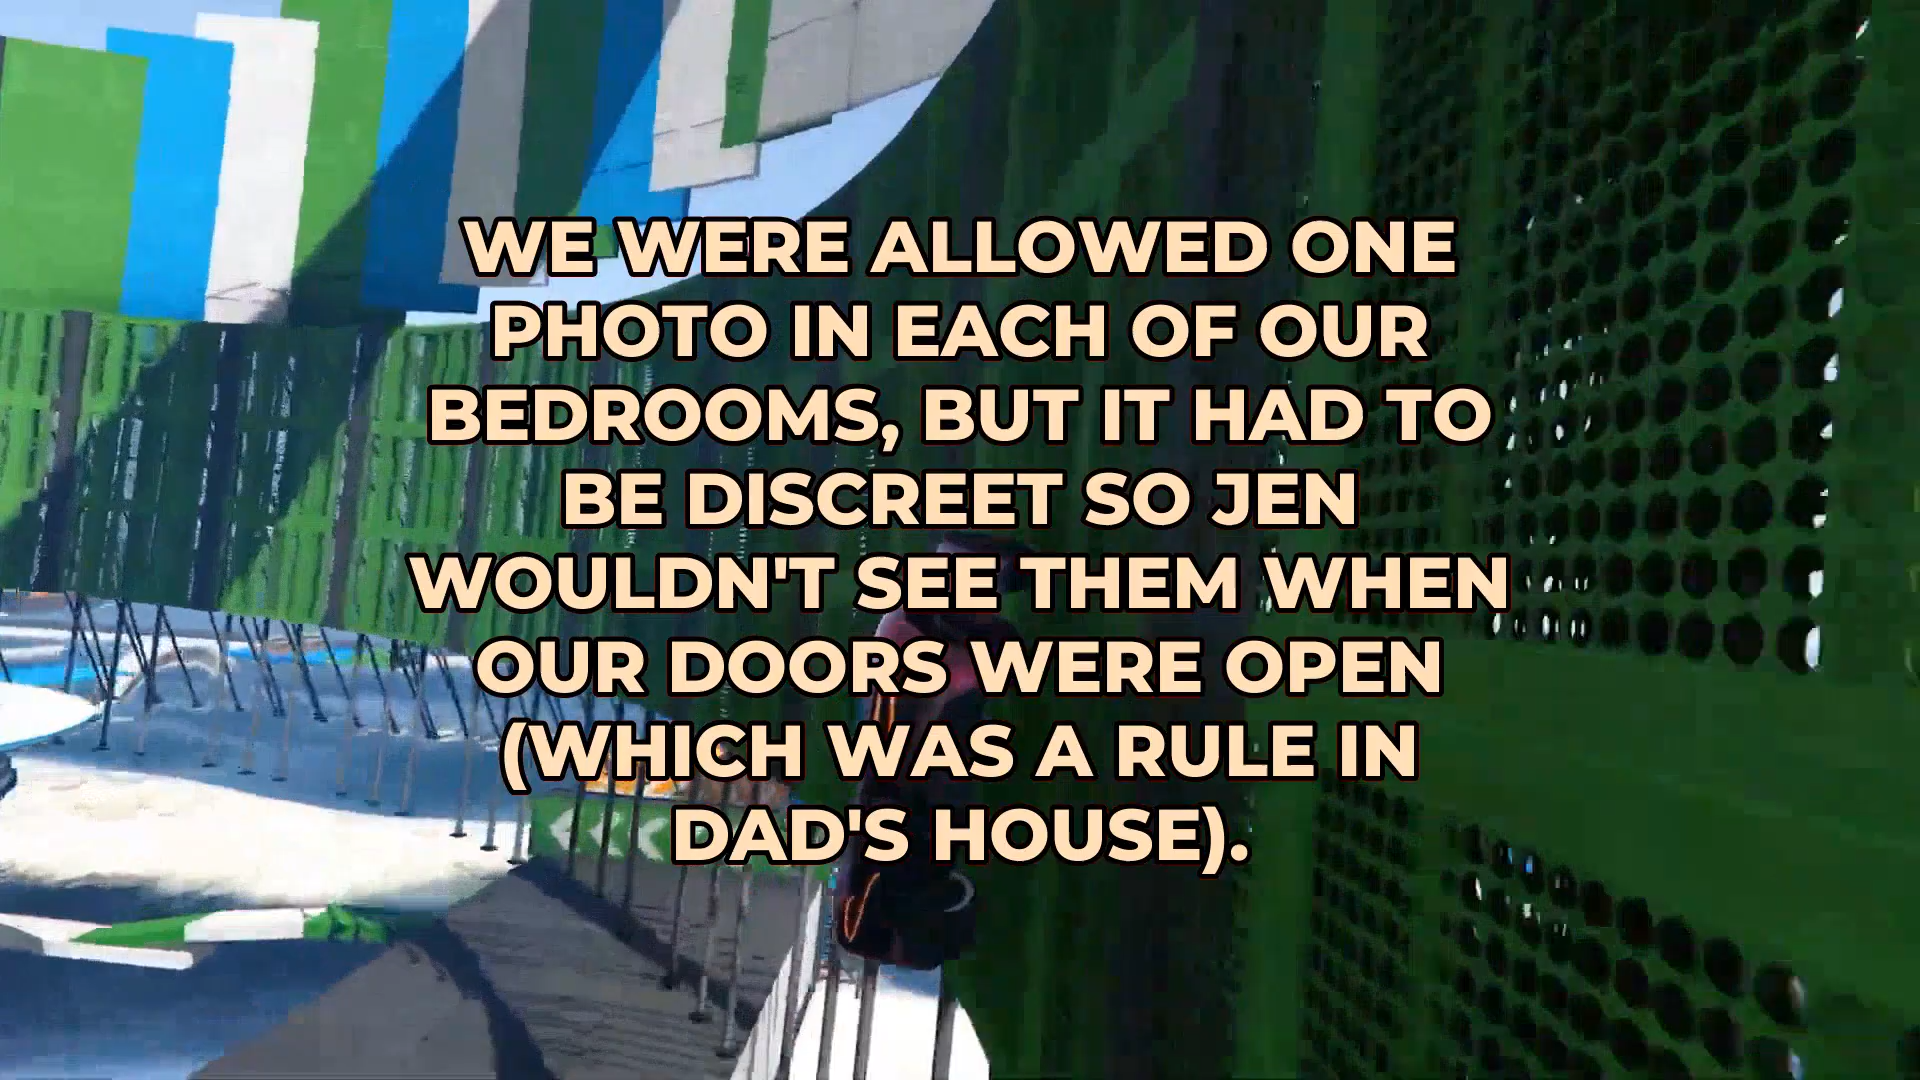 WE WERE ALLOWED ONE
PHOTO IN EACH OF OUR
BEDROOMS, BUT IT HAD TO
BE DISCREET SO JEN
WOULDN'T SEE THEM WHEN
OUR DOORS WERE OPEN
(WHICH WAS A RULE IN
DAD'S HOUSE).